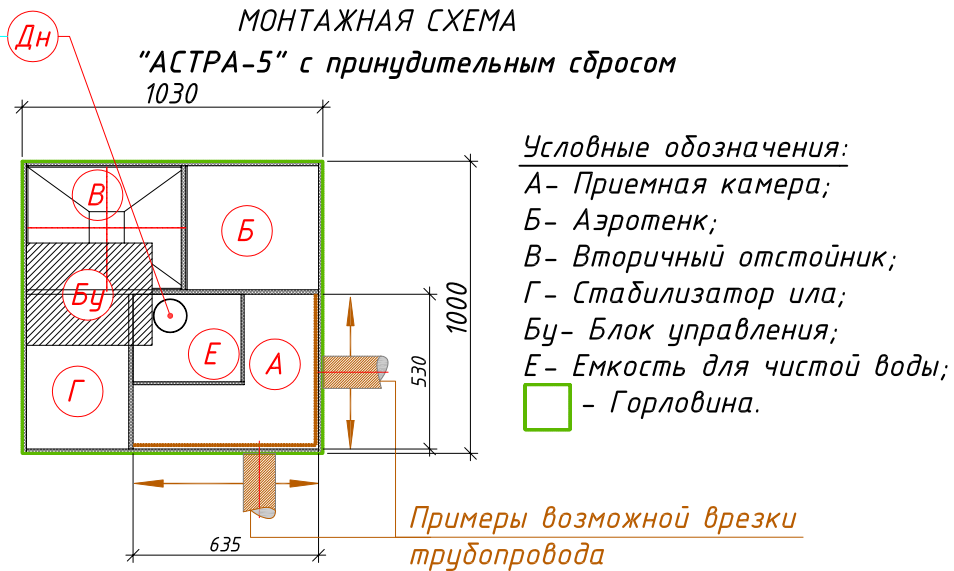 МОНТАЖНАЯ СХЕМА
"АСТРА-5" с принудительным сбросом
Дн
1030
В
Б
Бу
Е
А
Г
1000
530
635
Условные обозначения:
А- Приемная камера;
Б- Аэротенк;
В- Вторичный отстойник;
Г- Стабилизатор ила;
Бу- Блок управления;
Е- Емкость для чистой воды;
- Горловина.
Примеры возможной врезки
трубопровода